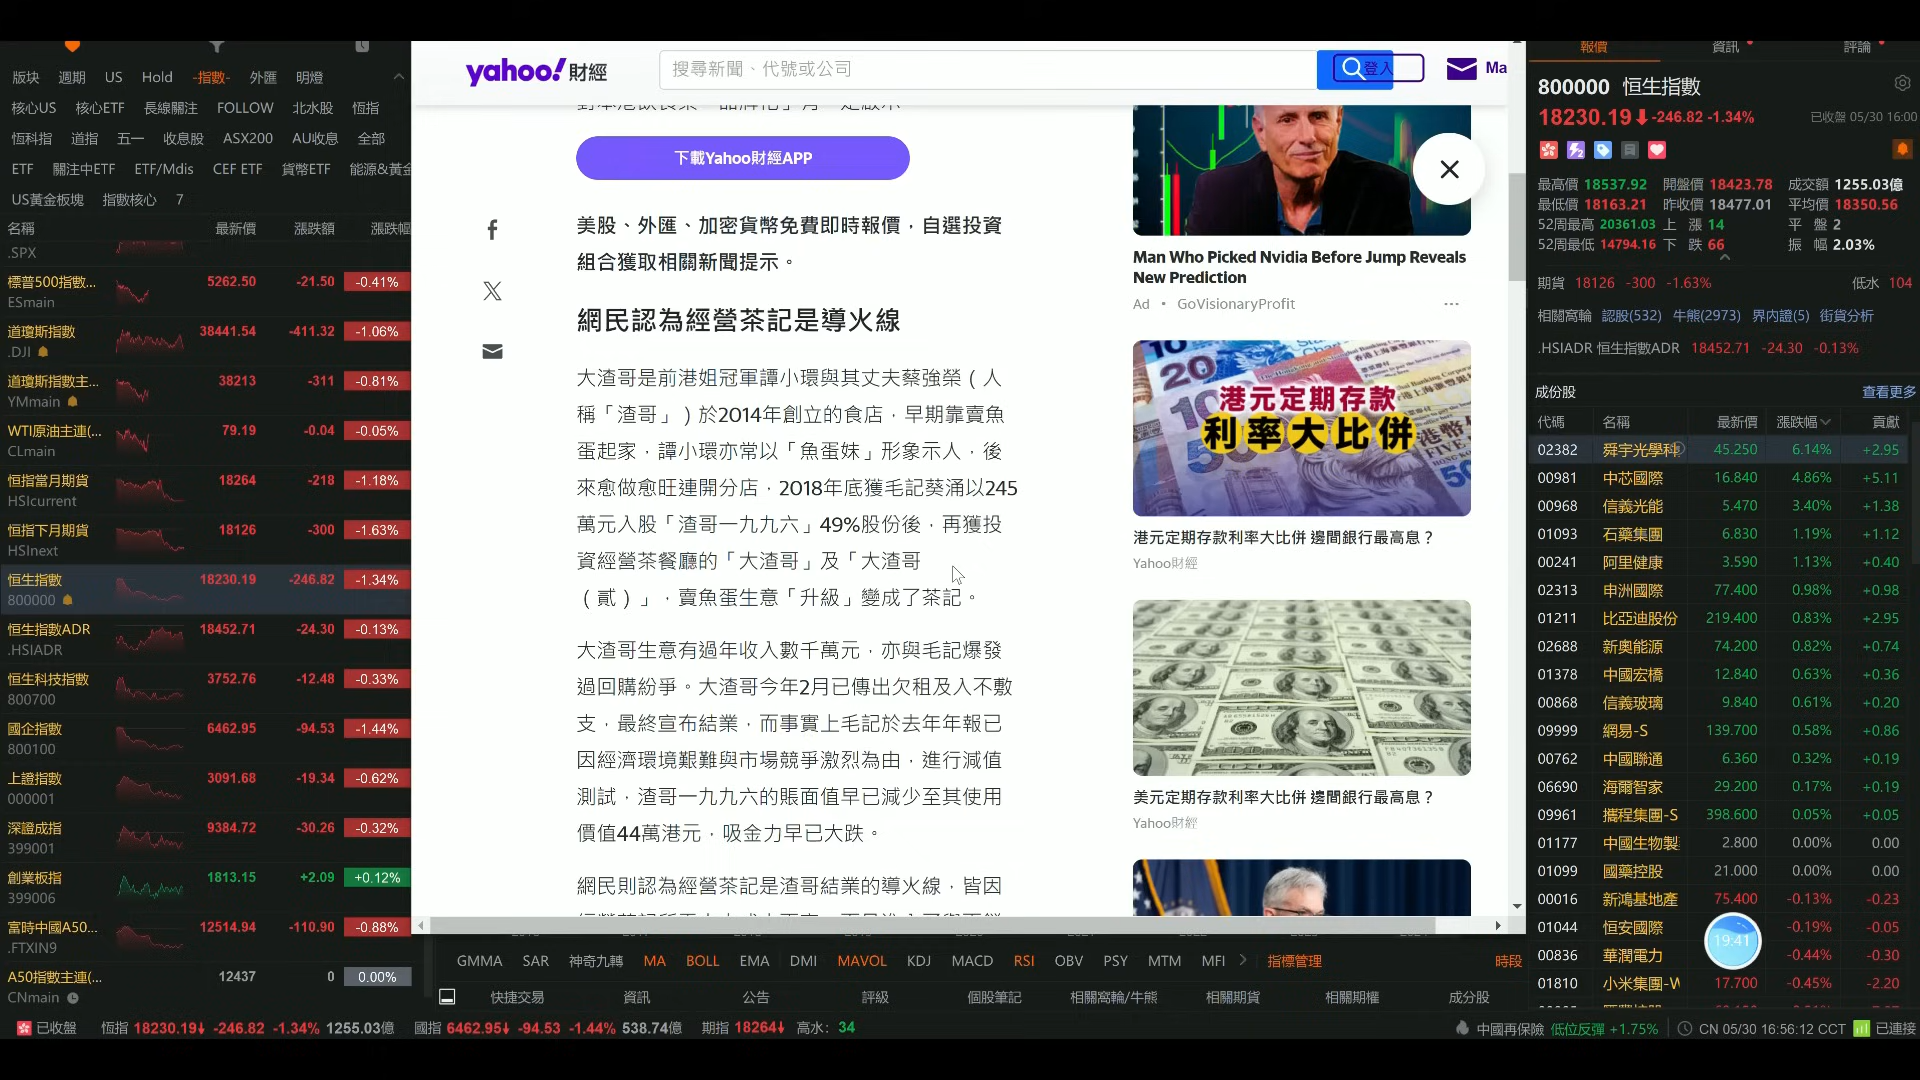 版块 週期 US Hold -指數- 外匯 明燈
核心US 核心ETF 長線關注 FOLLOW 北水股 恆指
恆科指 道指 五一 收息股 ASX200 AU收息 全部
ETF 關注中ETF ETF/Mdis CEF ETF 貨幣ETF 能源&黃金
US黃金板塊 指數核心 7
名稱 最新價 漲跌額 漲跌幅
.SPX
標普500指數... 5262.50 -21.50 -0.41%
ESmain
道瓊斯指數 38441.54 -411.32 -1.06%
.DJI
道瓊斯指數主... 38213 -311 -0.81%
YMmain
WTI原油主連(... 79.19 -0.04 -0.05%
CLmain
恒指當月期貨 18264 -218 -1.18%
HSIcurrent
恒指下月期貨 18126 -300 -1.63%
HSInext
恒生指數 18230.19 -246.82 -1.34%
800000
恒生指數ADR 18452.71 -24.30 -0.13%
.HSIADR
恒生科技指數 3752.76 -12.48 -0.33%
800700
國企指數 6462.95 -94.53 -1.44%
800100
上證指數 3091.68 -19.34 -0.62%
000001
深證成指 9384.72 -30.26 -0.32%
399001
創業板指 1813.15 +2.09 +0.12%
399006
富時中國A50... 12514.94 -110.90 -0.88%
.FTXIN9
A50指數主連(... 12437 0 0.00%
CNmain
yahoo!財經
搜尋新聞、代號或公司
登入
Ma
下載Yahoo財經APP
美股、外匯、加密貨幣免費即時報價，自選投資
組合獲取相關新聞提示。
網民認為經營茶記是導火線
大渣哥是前港姐冠軍譚小環與其丈夫蔡強榮（人
稱「渣哥」）於2014年創立的食店，早期靠賣魚
蛋起家，譚小環亦常以「魚蛋妹」形象示人，後
來愈做愈旺連開分店，2018年底獲毛記葵涌以245
萬元入股「渣哥一九九六」49%股份後，再獲投
資經營茶餐廳的「大渣哥」及「大渣哥
（貳）」，賣魚蛋生意「升級」變成了茶記。
大渣哥生意有過年收入數千萬元，亦與毛記爆發
過回購紛爭。大渣哥今年2月已傳出欠租及入不敷
支，最終宣布結業，而事實上毛記於去年年報已
因經濟環境艱難與市場競爭激烈為由，進行減值
測試，渣哥一九九六的賬面值早已減少至其使用
價值44萬港元，吸金力早已大跌。
網民則認為經營茶記是渣哥結業的導火線，皆因
Man Who Picked Nvidia Before Jump Reveals
New Prediction
Ad • GoVisionaryProfit ...
港元定期存款
利率大比併
港元定期存款利率大比併 邊間銀行最高息？
Yahoo財經
美元定期存款利率大比併 邊間銀行最高息？
Yahoo財經
GMMA SAR 神奇九轉 MA BOLL EMA DMI MAVOL KDJ MACD RSI OBV PSY MTM MFI 指標管理 時段
快捷交易 資訊 公告 評級 個股筆記 相關窩輪/牛熊 相關期貨 相關期權 成分股
報價 資訊 評論
800000 恒生指數
18230.19 -246.82 -1.34% 已收盤 05/30 16:00
最高價 18537.92 開盤價 18423.78 成交額 1255.03億
最低價 18163.21 昨收價 18477.01 平均價 18350.56
52周最高 20361.03 上 漲 14 平 盤 2
52周最低 14794.16 下 跌 66 振 幅 2.03%
期貨 18126 -300 -1.63% 低水 104
相關窩輪 認股(532) 牛熊(2973) 界內證(5) 街貨分析
.HSIADR 恒生指數ADR 18452.71 -24.30 -0.13%
成份股 查看更多
代碼 名稱 最新價 漲跌幅 貢獻
02382 舜宇光學科 45.250 6.14% +2.95
00981 中芯國際 16.840 4.86% +5.11
00968 信義光能 5.470 3.40% +1.38
01093 石藥集團 6.830 1.19% +1.12
00241 阿里健康 3.590 1.13% +0.40
02313 申洲國際 77.400 0.98% +0.98
01211 比亞迪股份 219.400 0.83% +2.95
02688 新奧能源 74.200 0.82% +0.74
01378 中國宏橋 12.840 0.63% +0.36
00868 信義玻璃 9.840 0.61% +0.20
09999 網易-S 139.700 0.58% +0.86
00762 中國聯通 6.360 0.32% +0.19
06690 海爾智家 29.200 0.17% +0.19
09961 攜程集團-S 398.600 0.05% +0.05
01177 中國生物製 2.800 0.00% 0.00
01099 國藥控股 21.000 0.00% 0.00
00016 新鴻基地產 75.400 -0.13% -0.23
01044 恒安國際 -0.19% -0.05
00836 華潤電力 -0.44% -0.30
01810 小米集團-W 17.700 -0.45% -2.20
19:41
已收盤 恆指 18230.19 -246.82 -1.34% 1255.03億 國指 6462.95 -94.53 -1.44% 538.74億 期指 18264 高水: 34 中國再保險 低位反彈 +1.75% CN 05/30 16:56:12 CCT 已連接